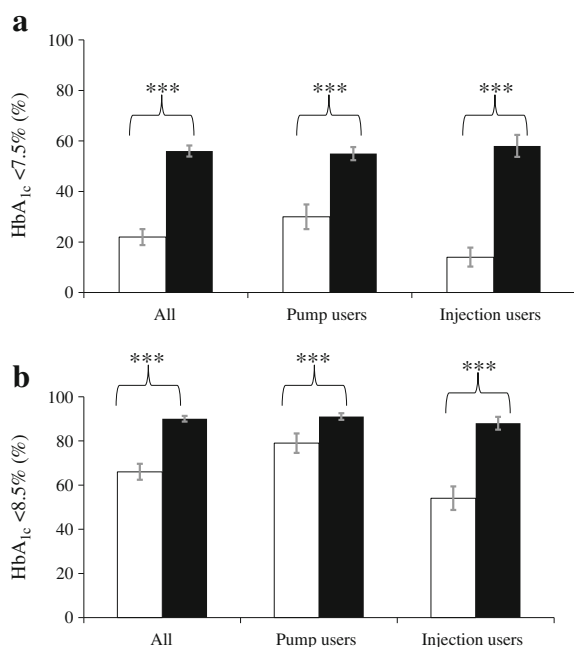 a
HbA1c <7.5% (%)
100
80
60
40
20
0
***
***
***
All
Pump users
Injection users
b
HbA1c <8.5% (%)
100
80
60
40
20
0
***
***
***
All
Pump users
Injection users